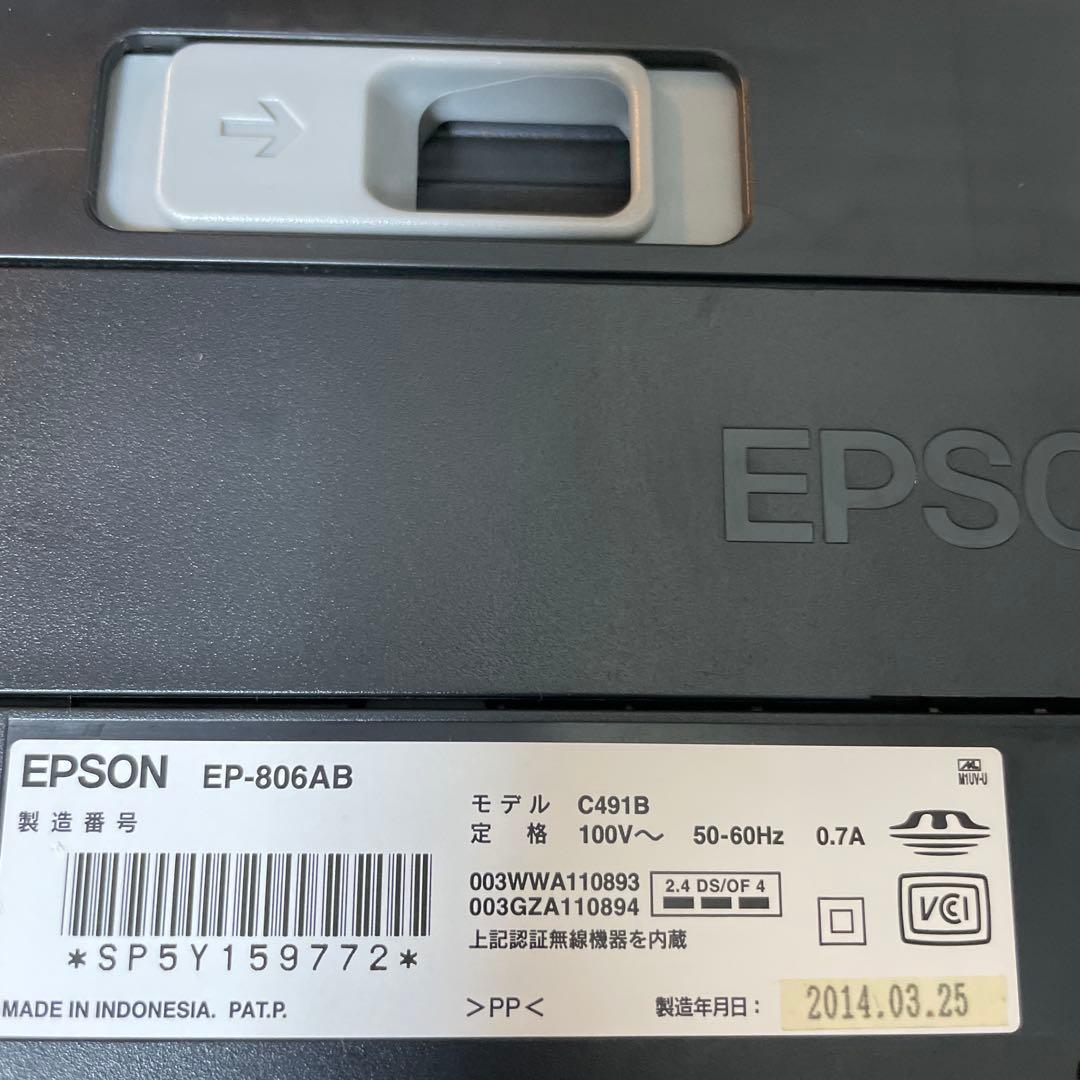 EPSO
EPSON EP-806AB
M1UV-U
製造番号
モデル C491B
定格 100V～ 50-60Hz 0.7A
003WWA110893
003GZA110894
2.4 DS/OF 4
上記認証無線機器を内蔵
VCI
*SP5Y159772*
MADE IN INDONESIA. PAT.P.
>PP<
製造年月日： 2014.03.25